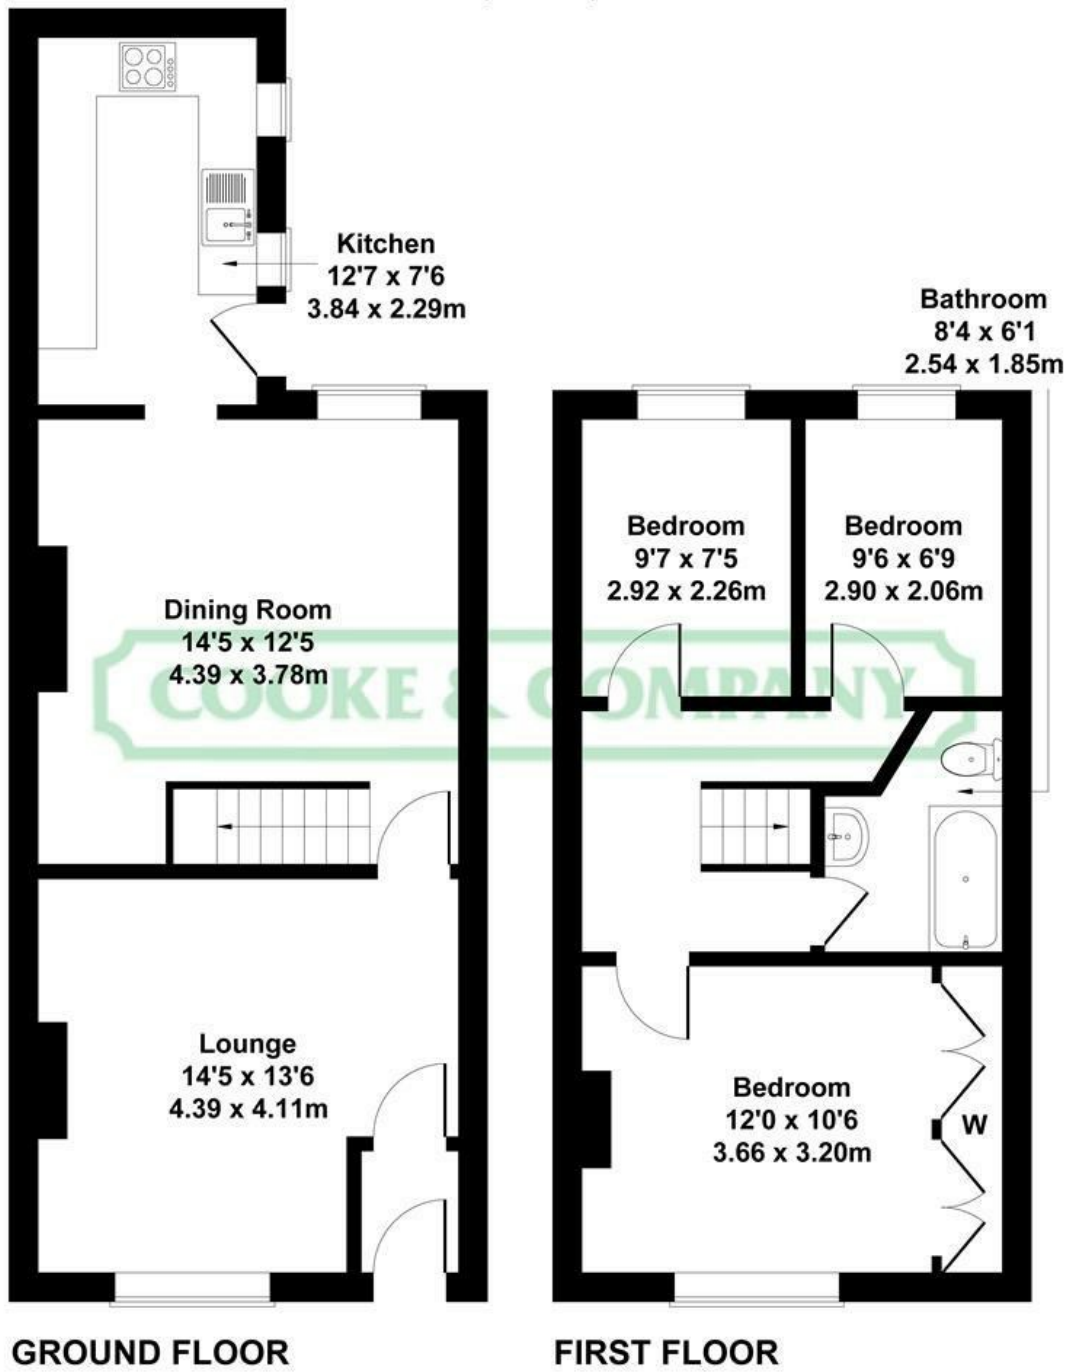 Kitchen
12'7 x 7'6
3.84 x 2.29m
Bathroom
8'4 x 6'1
2.54 x 1.85m
Bedroom
9'7 x 7'5
2.92 x 2.26m
Bedroom
9'6 x 6'9
2.90 x 2.06m
Dining Room
14'5 x 12'5
4.39 x 3.78m
COOKE & COMPANY
Lounge
14'5 x 13'6
4.39 x 4.11m
Bedroom
12'0 x 10'6
3.66 x 3.20m
W
GROUND FLOOR
FIRST FLOOR